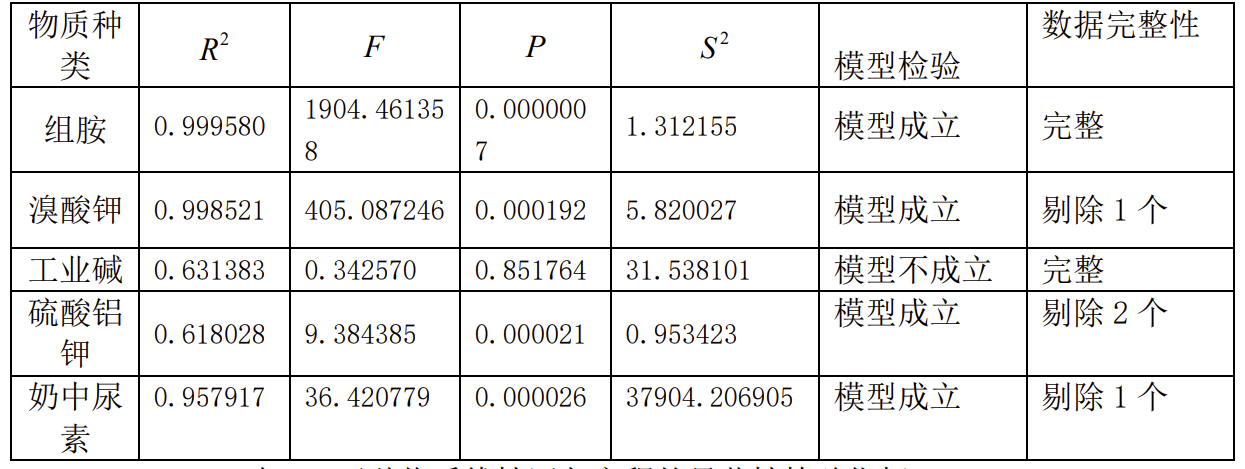 物质种类 R² F P S² 模型检验 数据完整性
组胺 0.999580 1904.461358 0.0000007 1.312155 模型成立 完整
溴酸钾 0.998521 405.087246 0.000192 5.820027 模型成立 剔除1个
工业碱 0.631383 0.342570 0.851764 31.538101 模型不成立 完整
硫酸铝钾 0.618028 9.384385 0.000021 0.953423 模型成立 剔除2个
奶中尿素 0.957917 36.420779 0.000026 37904.206905 模型成立 剔除1个